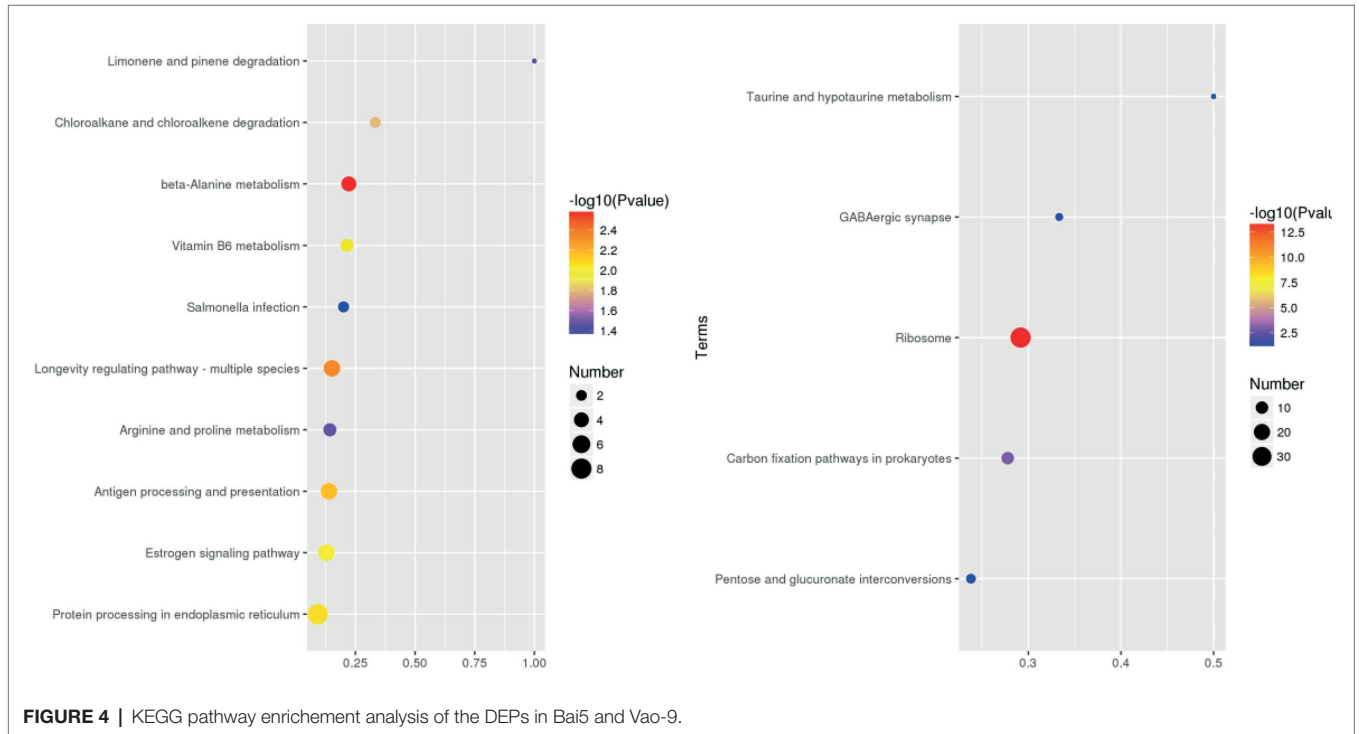 Limonene and pinene degradation
Chloroalkane and chloroalkene degradation
beta-Alanine metabolism
Vitamin B6 metabolism
Salmonella infection
Longevity regulating pathway - multiple species
Arginine and proline metabolism
Antigen processing and presentation
Estrogen signaling pathway
Protein processing in endoplasmic reticulum
0.25 0.50 0.75 1.00
-log10(Pvalue)
2.4
2.2
2.0
1.8
1.6
1.4
Number
2
4
6
8
Terms
Taurine and hypotaurine metabolism
GABAergic synapse
Ribosome
Carbon fixation pathways in prokaryotes
Pentose and glucuronate interconversions
0.3 0.4 0.5
-log10(Pvalu
12.5
10.0
7.5
5.0
2.5
Number
10
20
30
FIGURE 4 | KEGG pathway enrichement analysis of the DEPs in Bai5 and Vao-9.